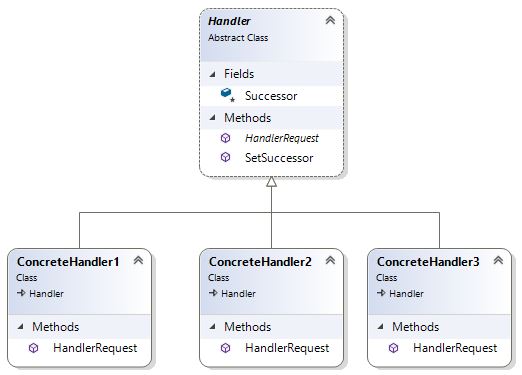 Handler
Abstract Class
Fields
Successor
Methods
HandlerRequest
SetSuccessor
ConcreteHandler1
Class
Handler
Methods
HandlerRequest
ConcreteHandler2
Class
Handler
Methods
HandlerRequest
ConcreteHandler3
Class
Handler
Methods
HandlerRequest